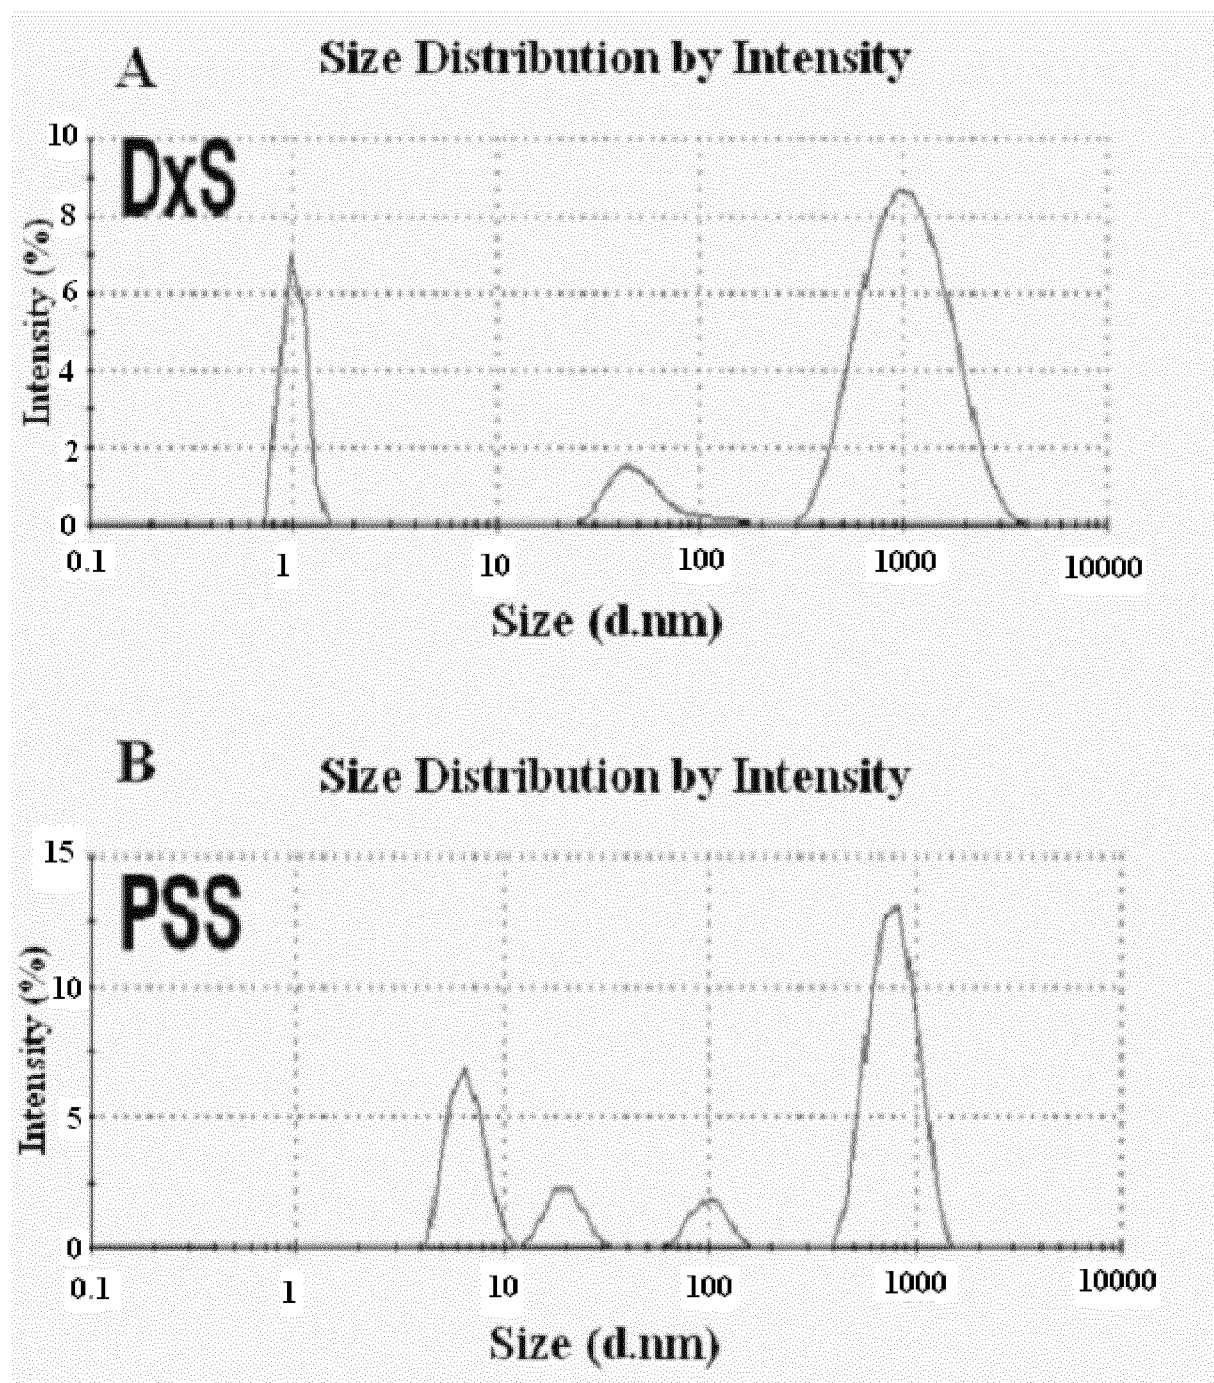 A
Size Distribution by Intensity
DxS
Intensity (%)
10
8
6
4
2
0
0.1 1 10 100 1000 10000
Size (d.nm)
B
Size Distribution by Intensity
PSS
Intensity (%)
15
10
5
0
0.1 1 10 100 1000 10000
Size (d.nm)